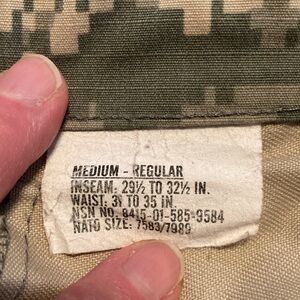 MEDIUM - REGULAR
INSEAM: 29½ TO 32½ IN.
WAIST: 31 TO 35 IN.
NSN NO. 8415-01-585-9584
NATO SIZE: 7583/7989